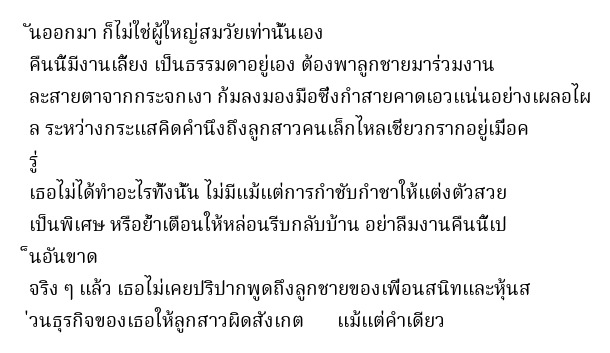 ันออกมา ก็ไม่ใช่ผู้ใหญ่สมวัยเท่านั้นเอง
คืนนี้มีงานเลี้ยง เป็นธรรมดาอยู่เอง ต้องพาลูกชายมาร่วมงาน
ละสายตาจากกระจกเงา ก้มลงมองมือซึ่งกำสายคาดเอวแน่นอย่างเผลอไผ
ล ระหว่างกระแสคิดคำนึงถึงลูกสาวคนเล็กไหลเชี่ยวกรากอยู่เมื่อค
รู่
เธอไม่ได้ทำอะไรทั้งนั้น ไม่มีแม้แต่การกำชับกำชาให้แต่งตัวสวย
เป็นพิเศษ หรือย้ำเตือนให้หล่อนรีบกลับบ้าน อย่าลืมงานคืนนี้เป
็นอันขาด
จริง ๆ แล้ว เธอไม่เคยปริปากพูดถึงลูกชายของเพื่อนสนิทและหุ้นส
่วนธุรกิจของเธอให้ลูกสาวผิดสังเกต แม้แต่คำเดียว